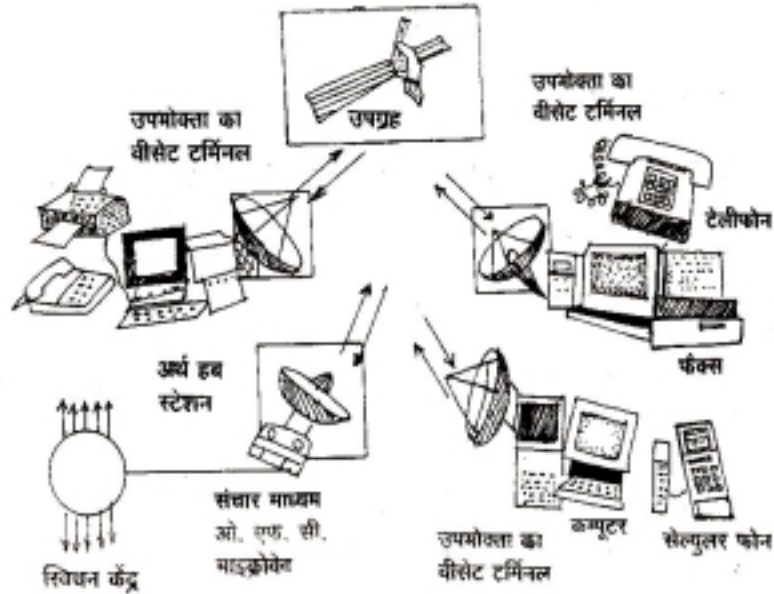 उपग्रह
उपभोक्ता का
वीसेट टर्मिनल
उपभोक्ता का
वीसेट टर्मिनल
टेलीफोन
फैक्स
अर्थ हब
स्टेशन
संचार माध्यम
ओ. एफ. सी.
माइक्रोवेव
स्विचन केंद्र
उपभोक्ता का
वीसेट टर्मिनल
कम्पूटर
सेल्युलर फोन